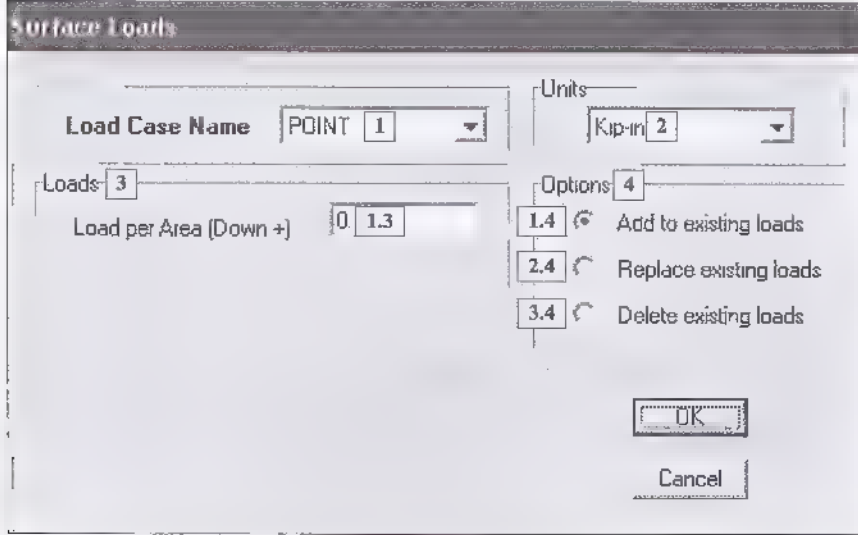 Surface Loads
Units
Load Case Name POINT 1 Kip-in 2
Loads 3 Options 4
Load per Area (Down +) 0. 1.3 1.4 Add to existing loads
2.4 Replace existing loads
3.4 Delete existing loads
OK
Cancel